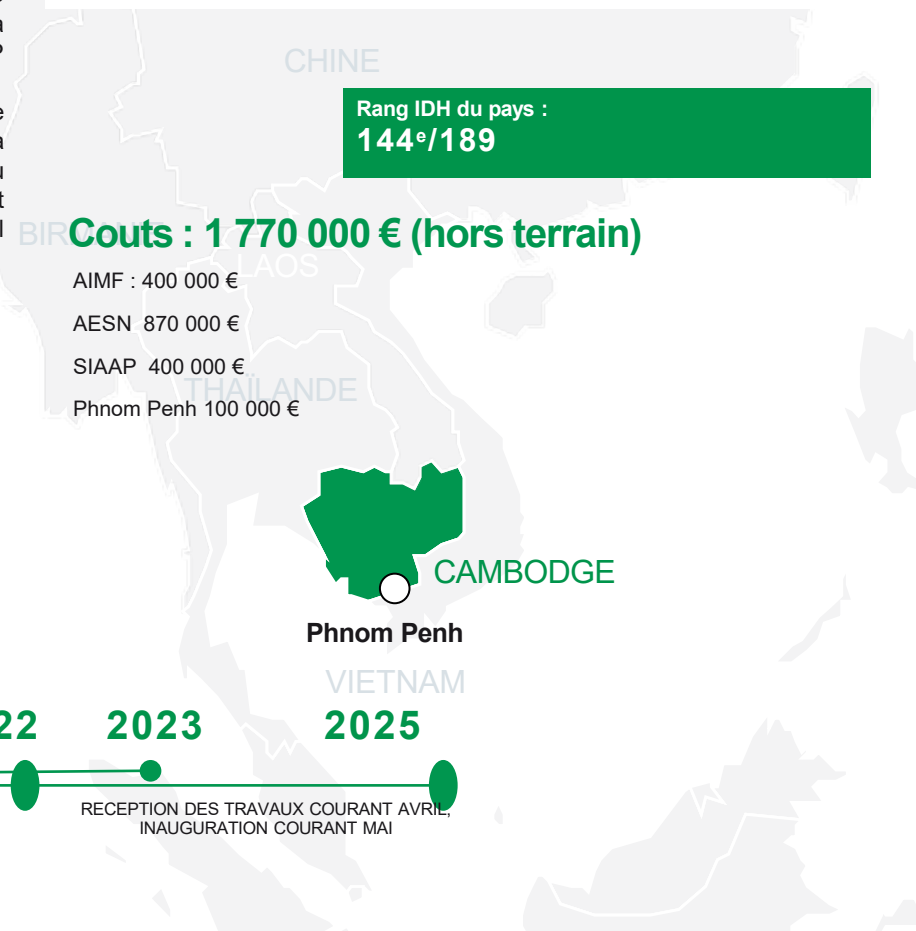 CHINE
Rang IDH du pays :
144e/189
Couts : 1 770 000 € (hors terrain)
LAOS
AIMF : 400 000 €
AESN 870 000 €
SIAAP 400 000 €
THAÏLANDE
Phnom Penh 100 000 €
CAMBODGE
Phnom Penh
VIETNAM
22 2023 2025
RECEPTION DES TRAVAUX COURANT AVRIL,
INAUGURATION COURANT MAI